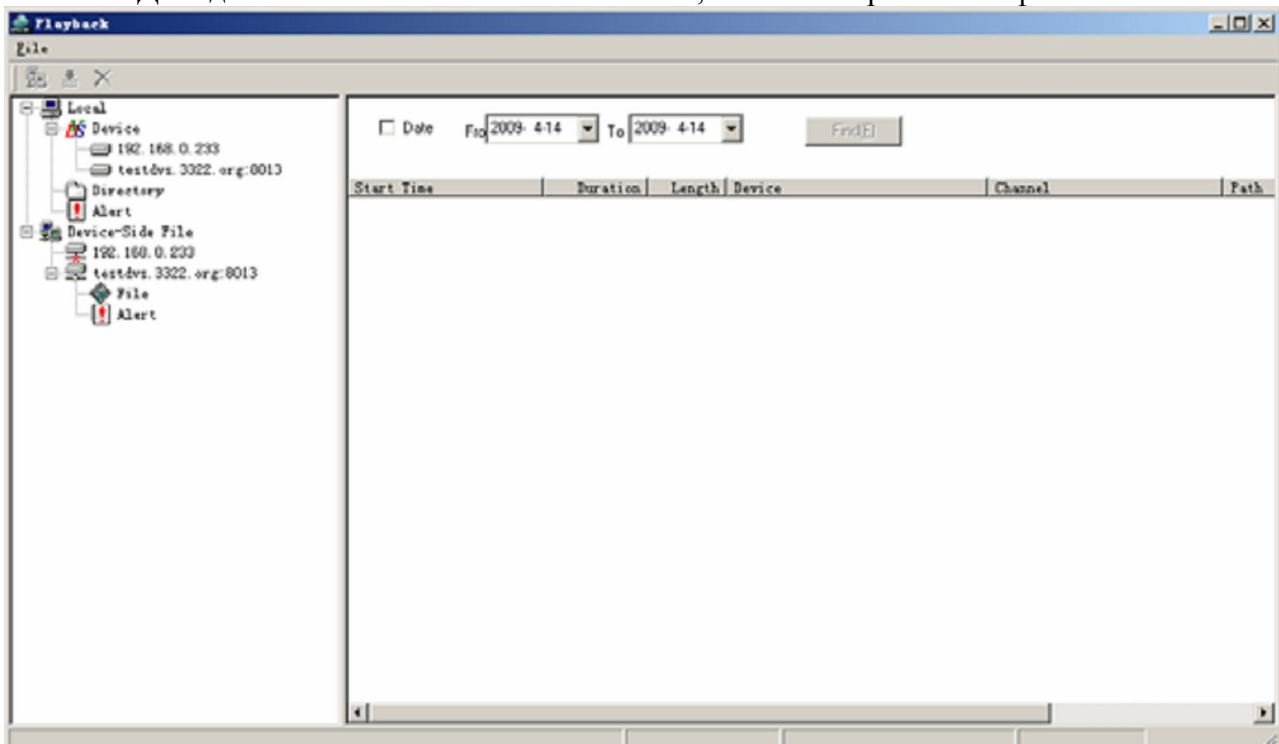 Playback
File
Local
Device
192.168.0.233
testdvs.3322.org:8013
Directory
Alert
Device-Side File
192.168.0.233
testdvs.3322.org:8013
File
Alert
Date Fro 2009- 4-14 To 2009- 4-14 Find(F)
Start Time Duration Length Device Channel Path